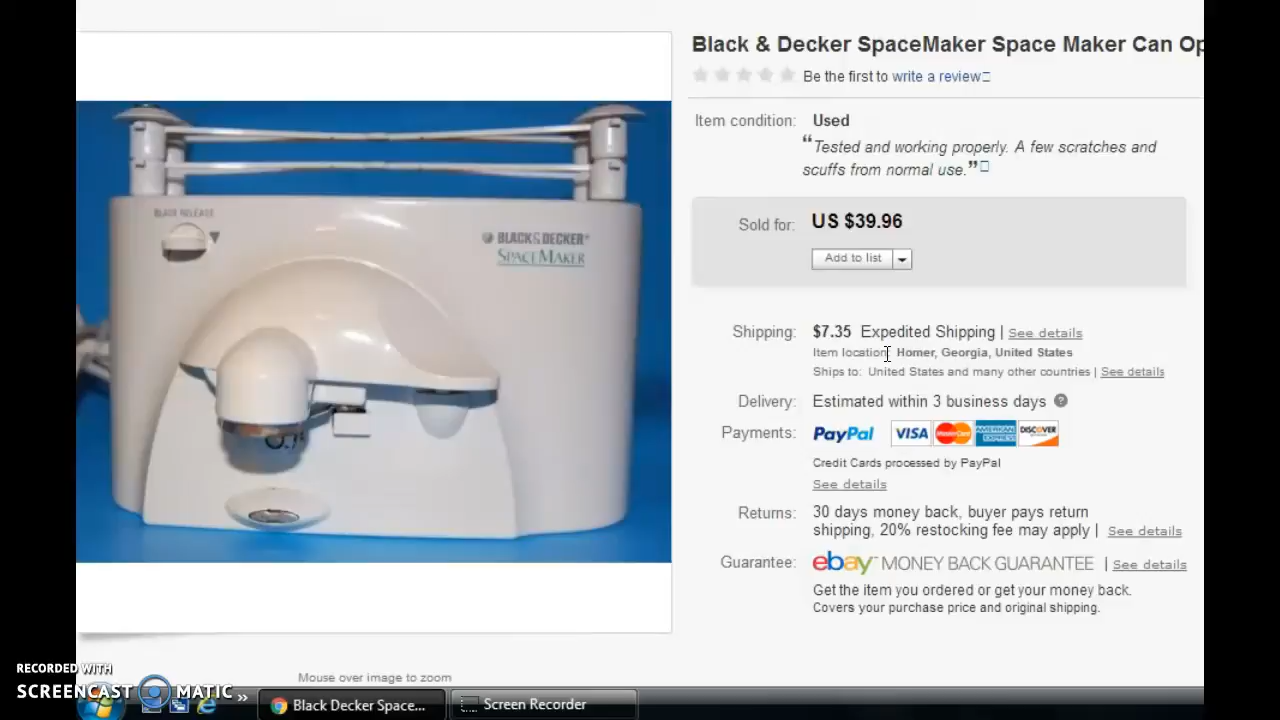 Black & Decker SpaceMaker Space Maker Can Op
Be the first to write a review
Item condition: Used
“Tested and working properly. A few scratches and
scuffs from normal use.”
BLADE RELEASE
BLACK&DECKER
SPACEMAKER
Sold for: US $39.96
Add to list
Shipping: $7.35 Expedited Shipping | See details
Item location: Homer, Georgia, United States
Ships to: United States and many other countries | See details
Delivery: Estimated within 3 business days ?
Payments: PayPal VISA MasterCard AMERICAN EXPRESS DISCOVER
Credit Cards processed by PayPal
See details
Returns: 30 days money back, buyer pays return
shipping, 20% restocking fee may apply | See details
Guarantee: ebay MONEY BACK GUARANTEE | See details
Get the item you ordered or get your money back.
Covers your purchase price and original shipping.
Mouse over image to zoom
RECORDED WITH
SCREENCAST MATIC
Black Decker Space...
Screen Recorder